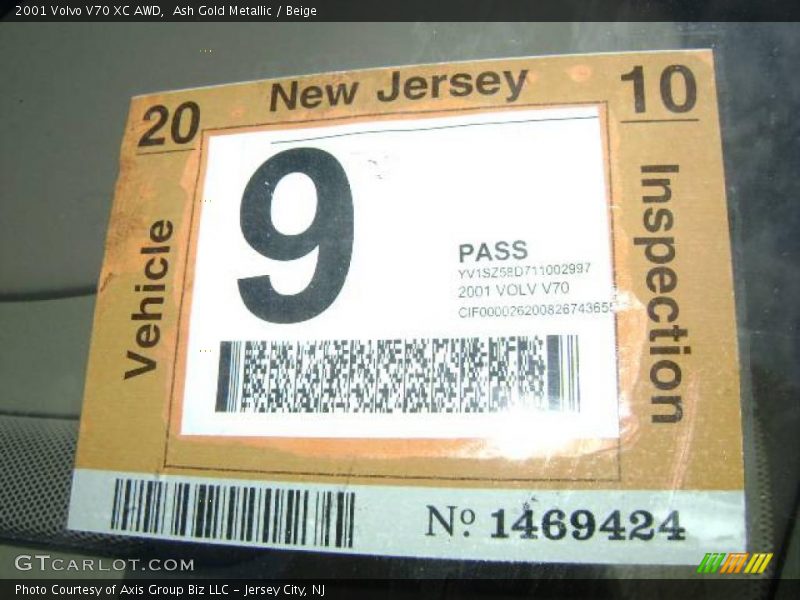 2001 Volvo V70 XC AWD,  Ash Gold Metallic / Beige
New Jersey
20
10
Vehicle
Inspection
9
PASS
YV1SZ58D711002997
2001 VOLV V70
CIF00002620082674365
Nº 1469424
GTCARLOT.COM
Photo Courtesy of Axis Group Biz LLC - Jersey City, NJ